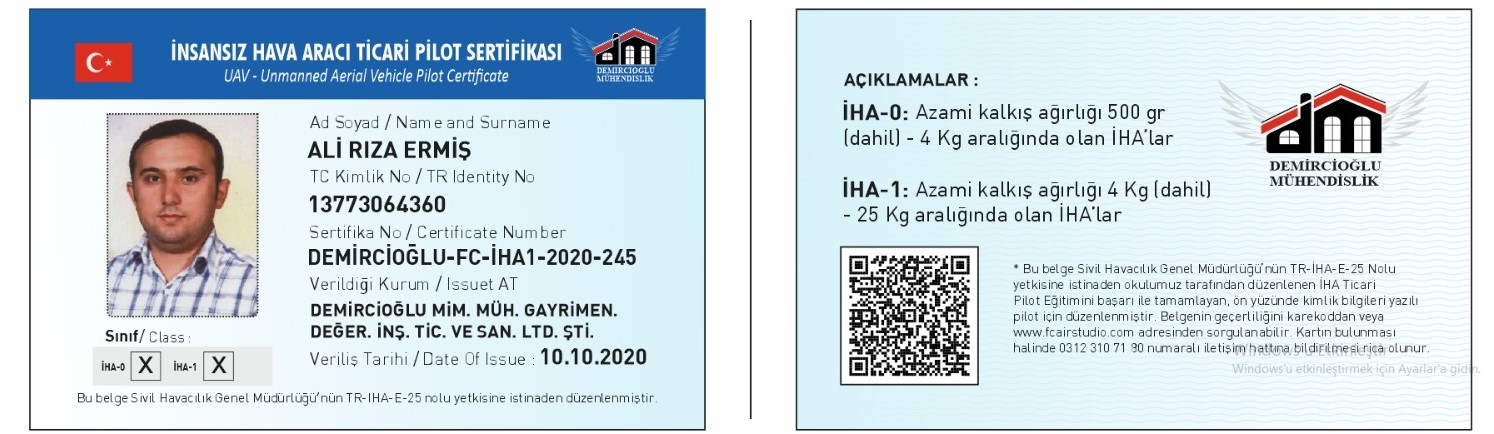 İNSANSIZ HAVA ARACI TİCARİ PİLOT SERTİFİKASI
UAV - Unmanned Aerial Vehicle Pilot Certificate
DEMİRCİOĞLU
MÜHENDİSLİK
Ad Soyad / Name and Surname
ALİ RIZA ERMİŞ
TC Kimlik No / TR Identity No
13773064360
Sertifika No / Certificate Number
DEMİRCİOĞLU-FC-İHA1-2020-245
Verildiği Kurum / Issuet AT
DEMİRCİOĞLU MİM. MÜH. GAYRİMEN.
DEĞER. İNŞ. TİC. VE SAN. LTD. ŞTİ.
Veriliş Tarihi / Date Of Issue : 10.10.2020
Sınıf/ Class :
İHA-0 X İHA-1 X
Bu belge Sivil Havacılık Genel Müdürlüğü'nün TR-IHA-E-25 nolu yetkisine istinaden düzenlenmiştir.
AÇIKLAMALAR :
İHA-0: Azami kalkış ağırlığı 500 gr
(dahil) - 4 Kg aralığında olan İHA'lar
İHA-1: Azami kalkış ağırlığı 4 Kg (dahil)
- 25 Kg aralığında olan İHA'lar
DEMİRCİOĞLU
MÜHENDİSLİK
* Bu belge Sivil Havacılık Genel Müdürlüğü'nün TR-İHA-E-25 Nolu
yetkisine istinaden okulumuz tarafından düzenlenen İHA Ticari
Pilot Eğitimini başarı ile tamamlayan, ön yüzünde kimlik bilgileri yazılı
pilot için düzenlenmiştir. Belgenin geçerliliğini karekoddan veya
www.fcairstudio.com adresinden sorgulanabilir. Kartın bulunması
halinde 0312 310 71 90 numaralı iletişim hattına bildirilmesi rica olunur.
Windows'u Etkinleştir
Windows'u etkinleştirmek için Ayarlar'a gidin.